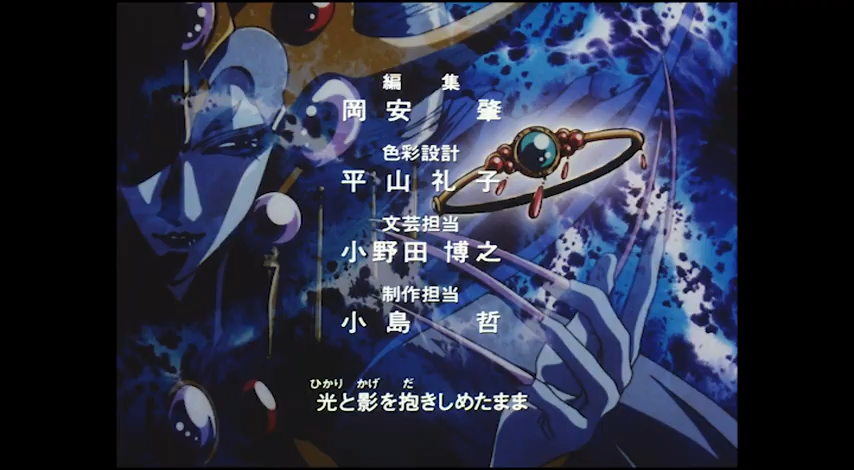 編　集
岡安　肇
色彩設計
平山礼子
文芸担当
小野田博之
制作担当
小島　哲
ひかり　かげ　だ
光と影を抱きしめたまま